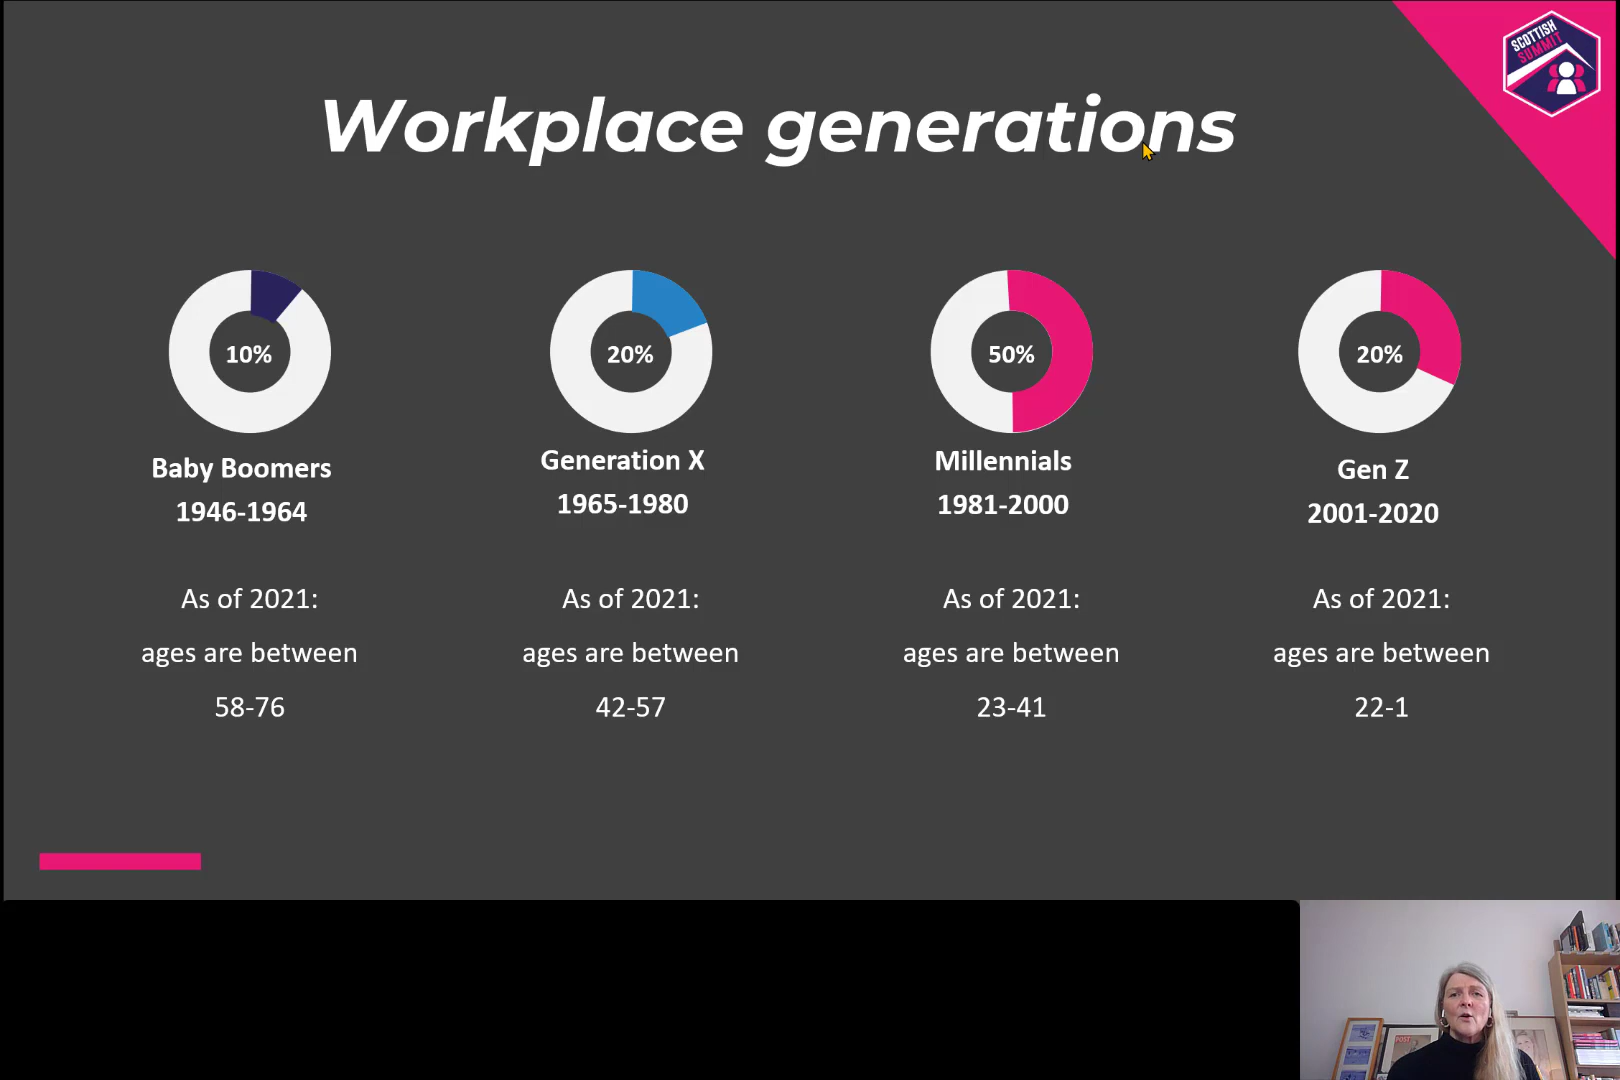 SCOTTISH
SUMMIT
Workplace generations
10%
Baby Boomers
1946-1964
As of 2021:
ages are between
58-76
20%
Generation X
1965-1980
As of 2021:
ages are between
42-57
50%
Millennials
1981-2000
As of 2021:
ages are between
23-41
20%
Gen Z
2001-2020
As of 2021:
ages are between
22-1
POST